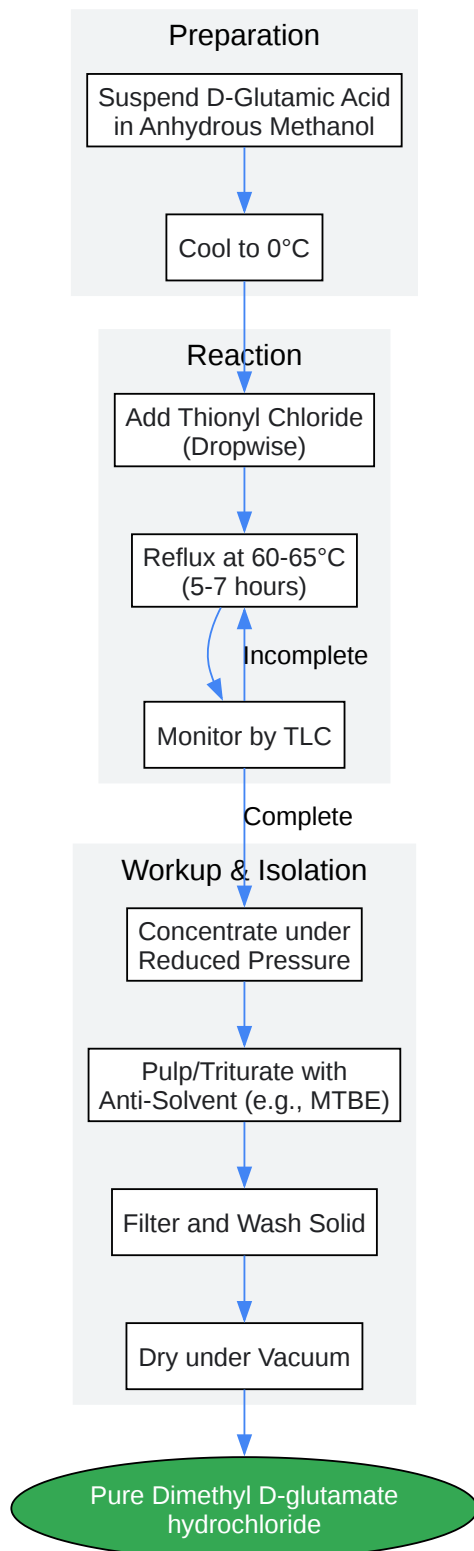 Preparation
Suspend D-Glutamic Acid
in Anhydrous Methanol
Cool to 0°C
Reaction
Add Thionyl Chloride
(Dropwise)
Reflux at 60-65°C
(5-7 hours)
Incomplete
Monitor by TLC
Complete
Workup & Isolation
Concentrate under
Reduced Pressure
Pulp/Triturate with
Anti-Solvent (e.g., MTBE)
Filter and Wash Solid
Dry under Vacuum
Pure Dimethyl D-glutamate
hydrochloride